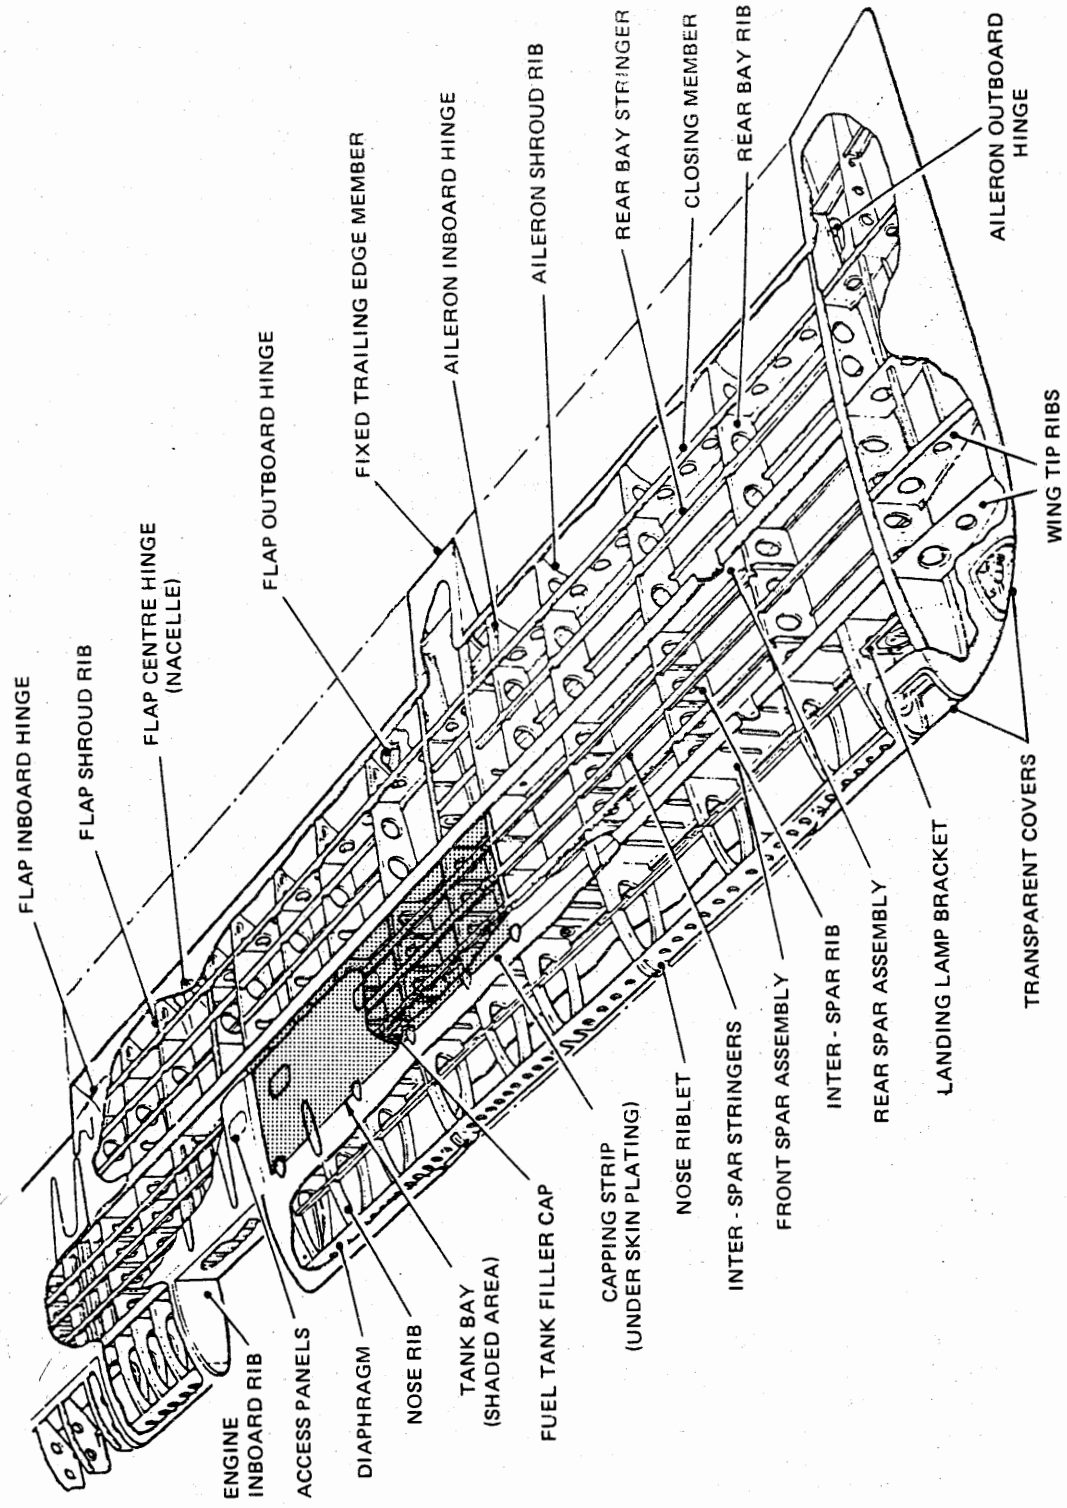 FLAP INBOARD HINGE
FLAP SHROUD RIB
FLAP CENTRE HINGE
(NACELLE)
FLAP OUTBOARD HINGE
FIXED TRAILING EDGE MEMBER
AILERON INBOARD HINGE
AILERON SHROUD RIB
REAR BAY STRINGER
CLOSING MEMBER
REAR BAY RIB
AILERON OUTBOARD
HINGE
WING TIP RIBS
TRANSPARENT COVERS
LANDING LAMP BRACKET
REAR SPAR ASSEMBLY
INTER - SPAR RIB
FRONT SPAR ASSEMBLY
INTER - SPAR STRINGERS
NOSE RIBLET
CAPPING STRIP
(UNDER SKIN PLATING)
FUEL TANK FILLER CAP
TANK BAY
(SHADED AREA)
NOSE RIB
DIAPHRAGM
ACCESS PANELS
ENGINE
INBOARD RIB